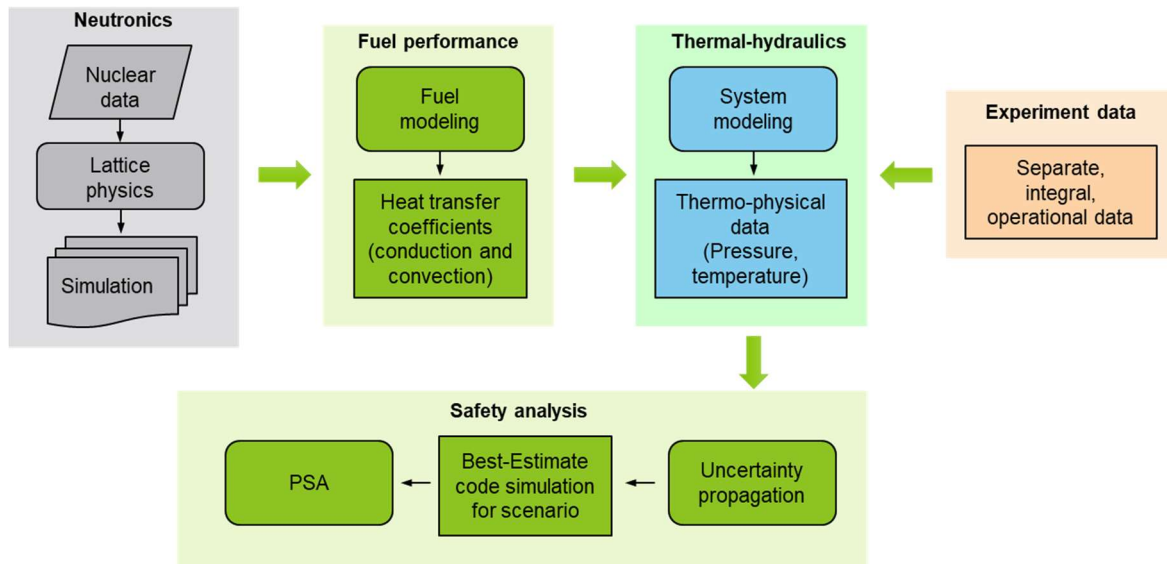 Neutronics
Nuclear
data
Lattice
physics
Simulation
Fuel performance
Fuel
modeling
Heat transfer
coefficients
(conduction and
convection)
Thermal-hydraulics
System
modeling
Thermo-physical
data
(Pressure,
temperature)
Experiment data
Separate,
integral,
operational data
Safety analysis
PSA
Best-Estimate
code simulation
for scenario
Uncertainty
propagation